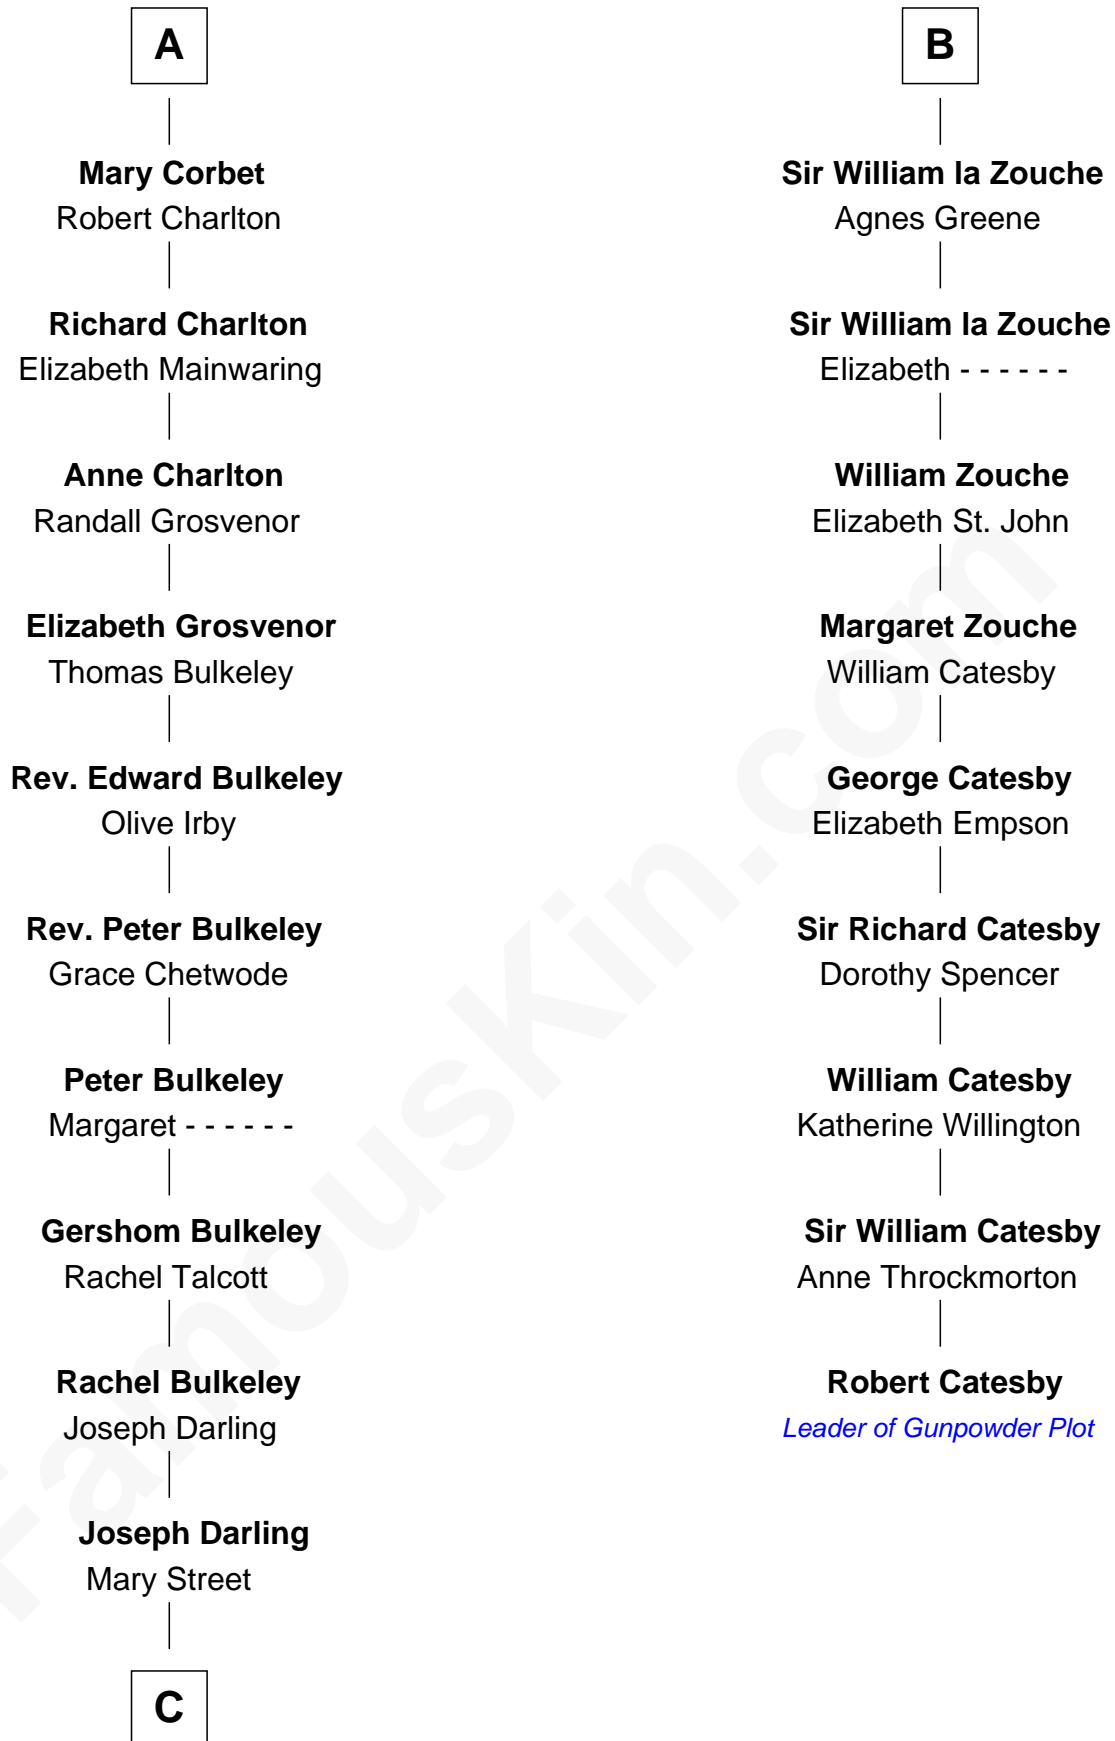 A
Mary Corbet
Robert Charlton
Richard Charlton
Elizabeth Mainwaring
Anne Charlton
Randall Grosvenor
Elizabeth Grosvenor
Thomas Bulkeley
Rev. Edward Bulkeley
Olive Irby
Rev. Peter Bulkeley
Grace Chetwode
Peter Bulkeley
Margaret - - - - - -
Gershom Bulkeley
Rachel Talcott
Rachel Bulkeley
Joseph Darling
Joseph Darling
Mary Street
C
B
Sir William la Zouche
Agnes Greene
Sir William la Zouche
Elizabeth - - - - - -
William Zouche
Elizabeth St. John
Margaret Zouche
William Catesby
George Catesby
Elizabeth Empson
Sir Richard Catesby
Dorothy Spencer
William Catesby
Katherine Willington
Sir William Catesby
Anne Throckmorton
Robert Catesby
Leader of Gunpowder Plot
FamousKin.com